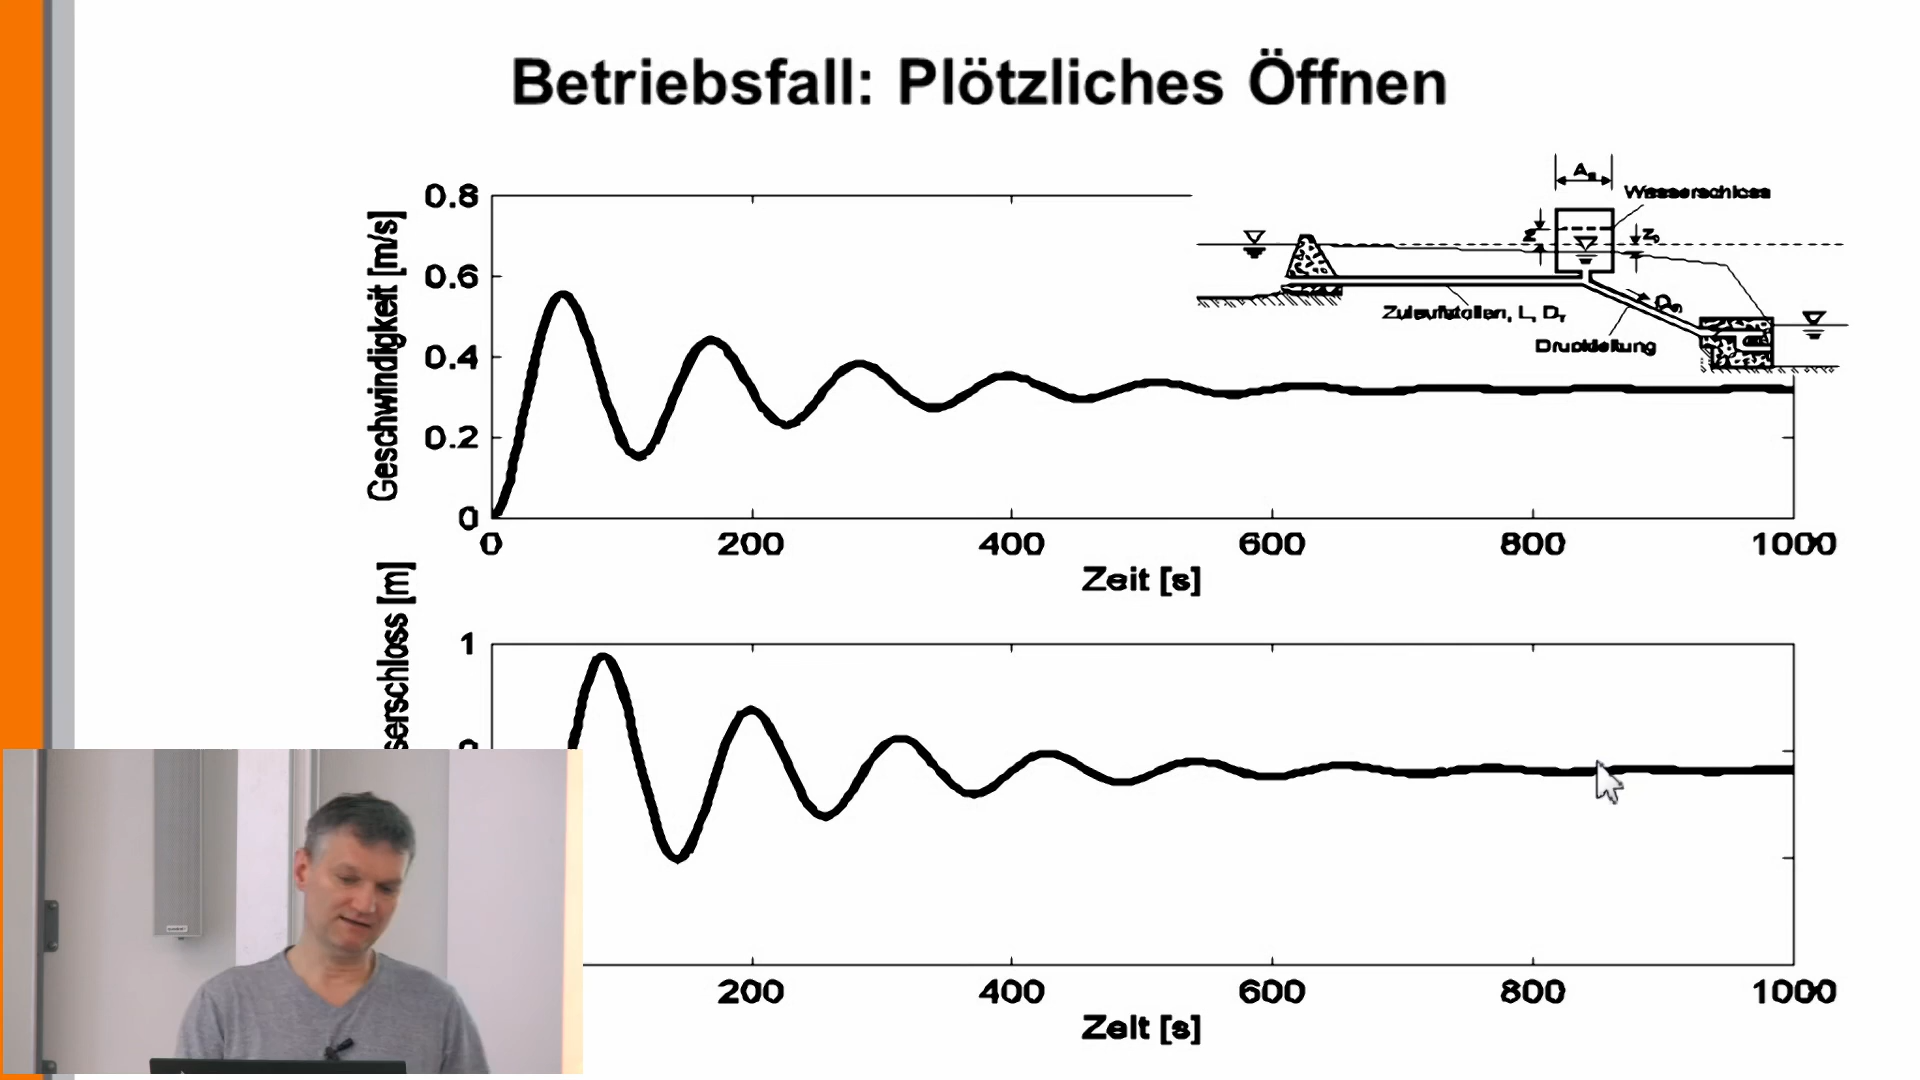 Betriebsfall: Plötzliches Öffnen
Geschwindigkeit [m/s]
0.8
0.6
0.4
0.2
0
0
200
400
600
800
1000
Zeit [s]
Wasserschloss
Zulaufstollen, L, D
Druckleitung
serschloss [m]
1
200
400
600
800
1000
Zeit [s]